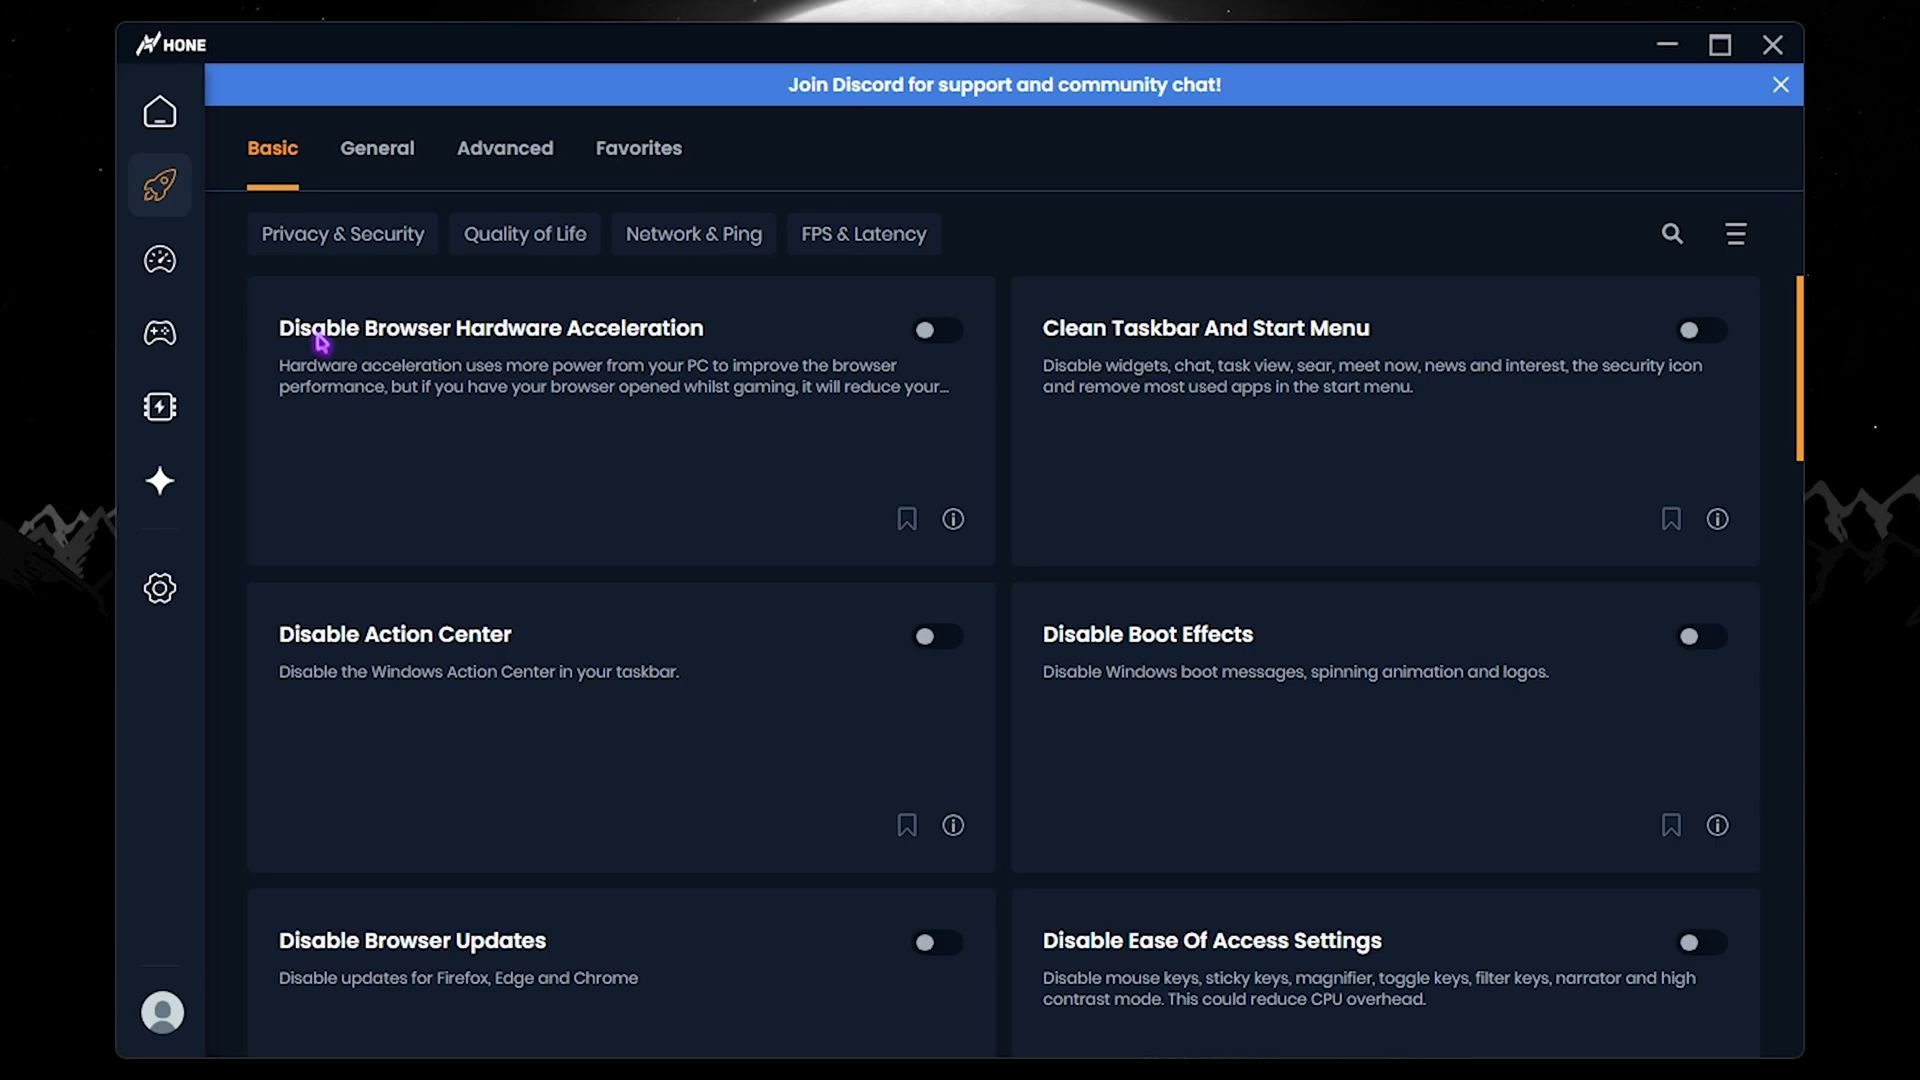 HONE
Join Discord for support and community chat!
Basic General Advanced Favorites
Privacy & Security Quality of Life Network & Ping FPS & Latency
Disable Browser Hardware Acceleration
Hardware acceleration uses more power from your PC to improve the browser
performance, but if you have your browser opened whilst gaming, it will reduce your...
Clean Taskbar And Start Menu
Disable widgets, chat, task view, sear, meet now, news and interest, the security icon
and remove most used apps in the start menu.
Disable Action Center
Disable the Windows Action Center in your taskbar.
Disable Boot Effects
Disable Windows boot messages, spinning animation and logos.
Disable Browser Updates
Disable updates for Firefox, Edge and Chrome
Disable Ease Of Access Settings
Disable mouse keys, sticky keys, magnifier, toggle keys, filter keys, narrator and high
contrast mode. This could reduce CPU overhead.